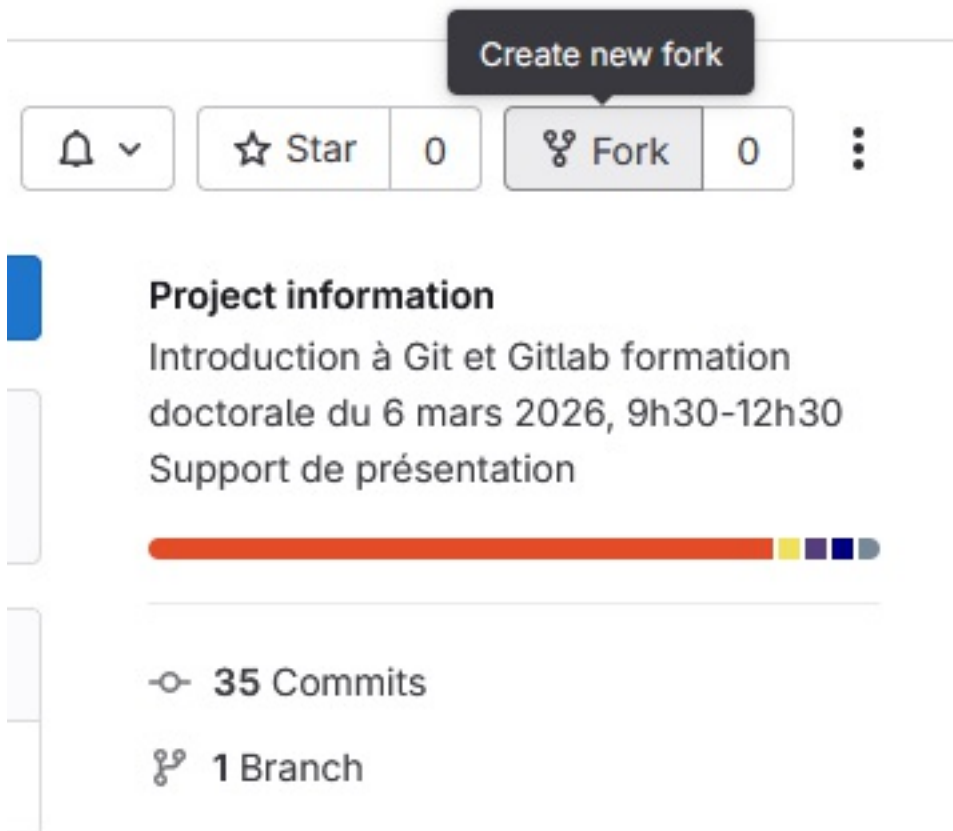 Create new fork
Star 0 Fork 0
Project information
Introduction à Git et Gitlab formation
doctorale du 6 mars 2026, 9h30-12h30
Support de présentation
35 Commits
1 Branch